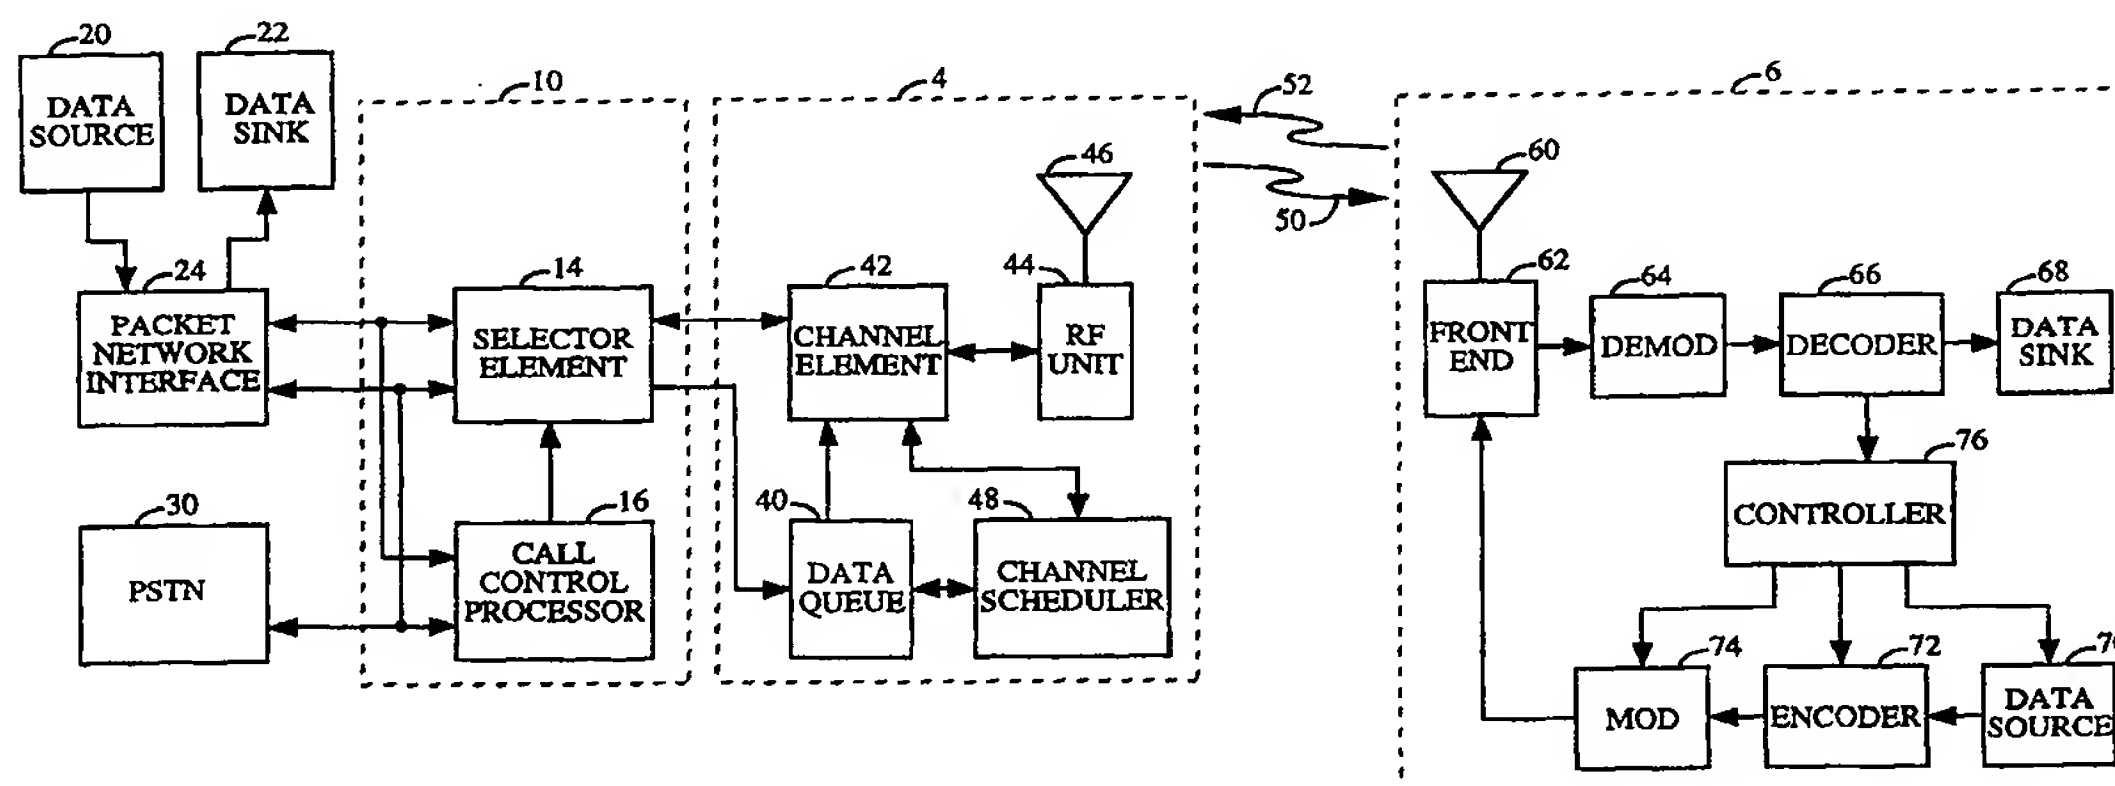 20
22
DATA
SOURCE
DATA
SINK
10
4
52
6
46
60
50
24
14
42
44
62
64
66
68
PACKET
NETWORK
INTERFACE
SELECTOR
ELEMENT
CHANNEL
ELEMENT
RF
UNIT
FRONT
END
DEMOD
DECODER
DATA
SINK
76
CONTROLLER
30
16
40
48
PSTN
CALL
CONTROL
PROCESSOR
DATA
QUEUE
CHANNEL
SCHEDULER
74
72
MOD
ENCODER
DATA
SOURCE